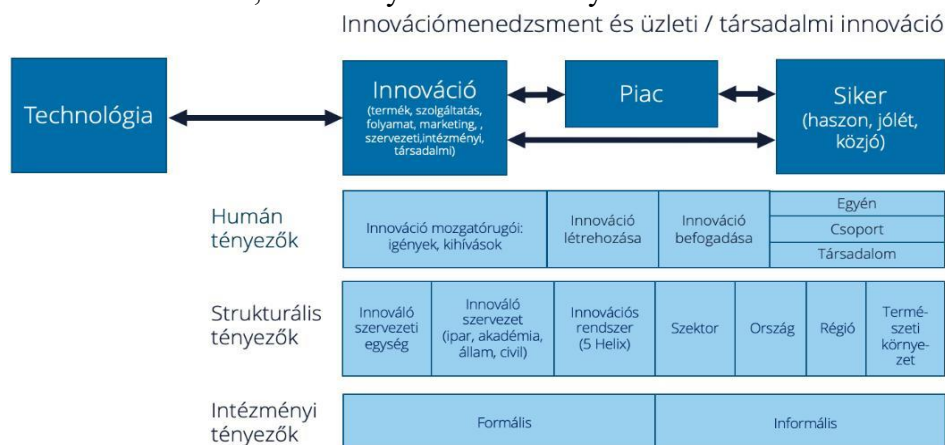 Innovációmenedzsment és üzleti / társadalmi innováció
Technológia
Innováció
(termék, szolgáltatás,
folyamat, marketing, ,
szervezeti,intézményi,
társadalmi)
Piac
Siker
(haszon, jólét,
közjó)
Humán
tényezők
Innováció mozgatórugói:
igények, kihívások
Innováció
létrehozása
Innováció
befogadása
Egyén
Csoport
Társadalom
Strukturális
tényezők
Innováló
szervezeti
egység
Innováló
szervezet
(ipar, akadémia,
állam, civil)
Innovációs
rendszer
(5 Helix)
Szektor
Ország
Régió
Termé-
szeti
környe-
zet
Intézményi
tényezők
Formális
Informális